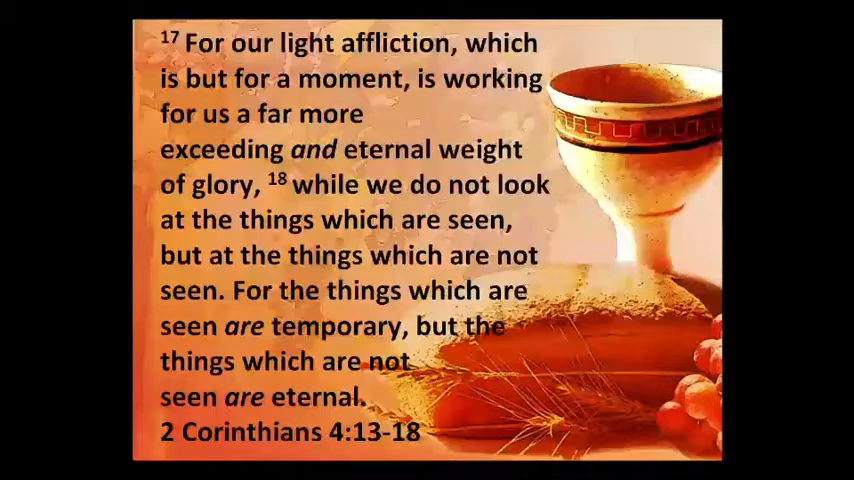 17 For our light affliction, which
is but for a moment, is working
for us a far more
exceeding and eternal weight
of glory, 18 while we do not look
at the things which are seen,
but at the things which are not
seen. For the things which are
seen are temporary, but the
things which are not
seen are eternal.
2 Corinthians 4:13-18